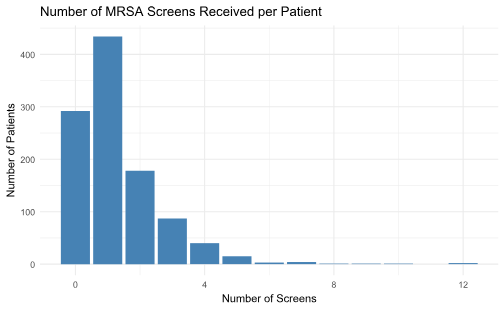 Number of MRSA Screens Received per Patient
Number of Patients
400
300
200
100
0
0 4 8 12
Number of Screens